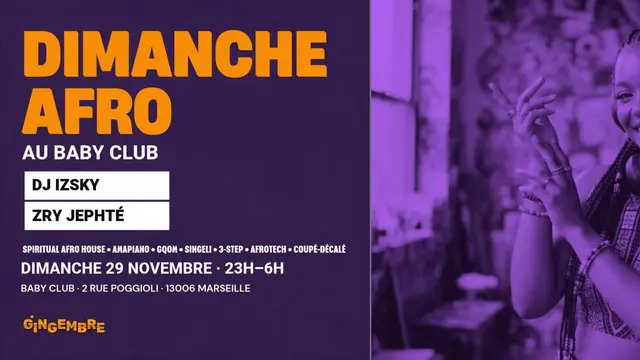 DIMANCHE
AFRO
AU BABY CLUB
DJ IZSKY
ZRY JEPHTÉ
SPIRITUAL AFRO HOUSE • AMAPIANO • GQOM • SINGELI • 3-STEP • AFROTECH • COUPÉ-DÉCALÉ
DIMANCHE 29 NOVEMBRE · 23H–6H
BABY CLUB · 2 RUE POGGIOLI · 13006 MARSEILLE
GINGEMBRE